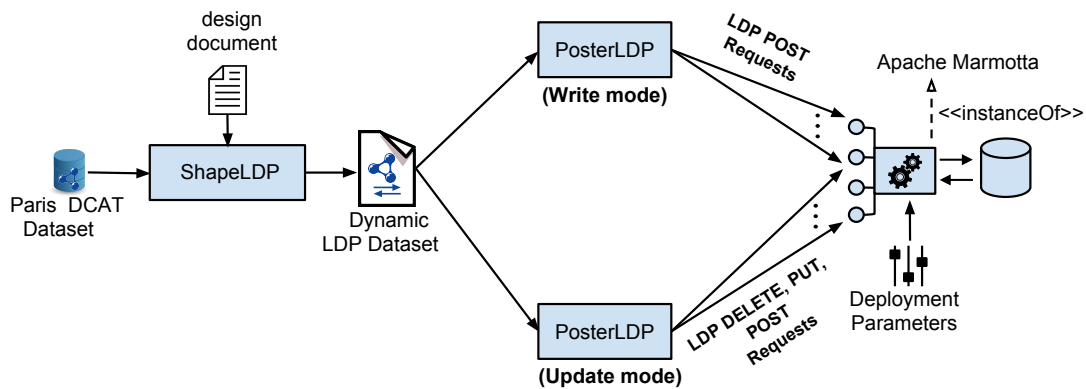 design
document
Paris DCAT
Dataset
ShapeLDP
Dynamic
LDP Dataset
PosterLDP
(Write mode)
LDP POST
Requests
PosterLDP
(Update mode)
LDP DELETE, PUT,
POST
Requests
Apache Marmotta
<<instanceOf>>
Deployment
Parameters